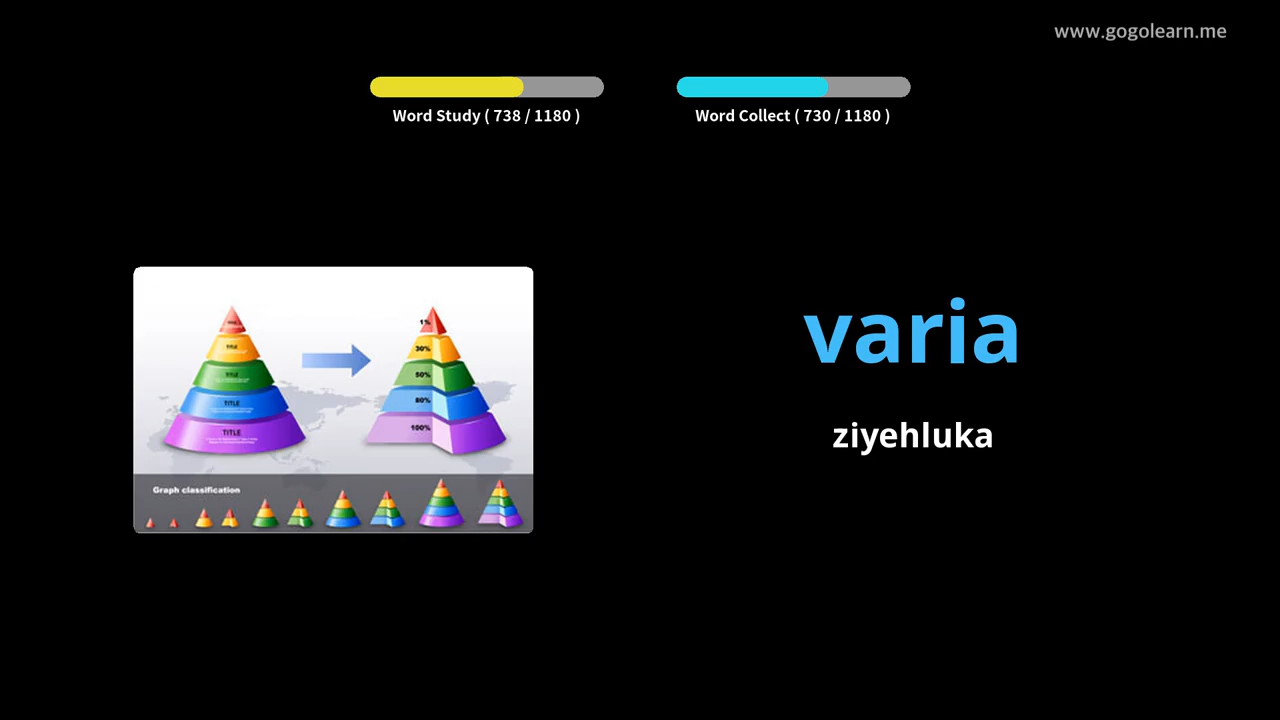 www.gogolearn.me
Word Study ( 738 / 1180 )
Word Collect ( 730 / 1180 )
TITLE
TITLE
TITLE
TITLE
1%
30%
50%
80%
100%
Graph classification
varia
ziyehluka